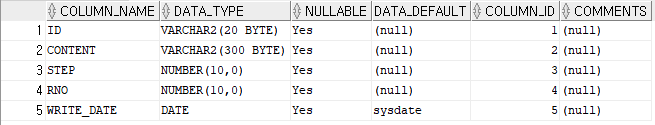 COLUMN_NAME DATA_TYPE NULLABLE DATA_DEFAULT COLUMN_ID COMMENTS
1 ID VARCHAR2(20 BYTE) Yes (null) 1 (null)
2 CONTENT VARCHAR2(300 BYTE) Yes (null) 2 (null)
3 STEP NUMBER(10,0) Yes (null) 3 (null)
4 RNO NUMBER(10,0) Yes (null) 4 (null)
5 WRITE_DATE DATE Yes sysdate 5 (null)